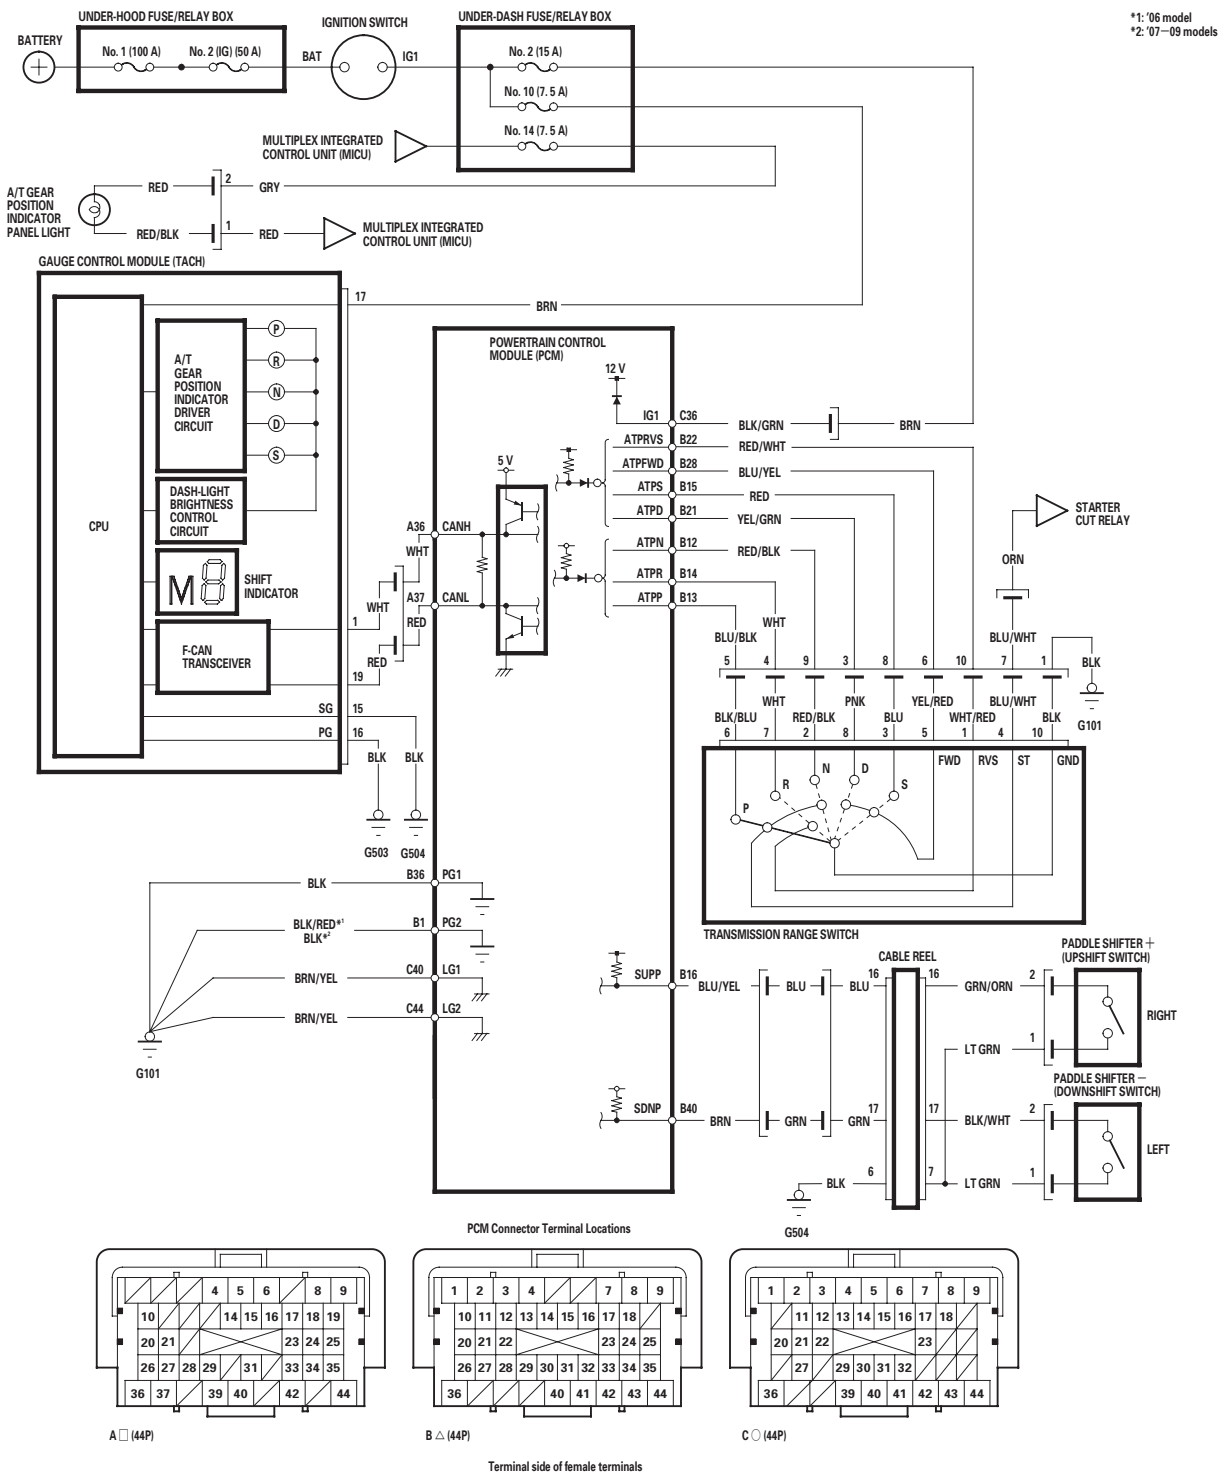 UNDER-HOOD FUSE/RELAY BOX
IGNITION SWITCH
UNDER-DASH FUSE/RELAY BOX
*1: '06 model
*2: '07–09 models
BATTERY
No. 1 (100 A)
No. 2 (IG) (50 A)
BAT
IG1
No. 2 (15 A)
No. 10 (7. 5 A)
No. 14 (7. 5 A)
MULTIPLEX INTEGRATED
CONTROL UNIT (MICU)
A/T GEAR
POSITION
INDICATOR
PANEL LIGHT
RED
2
GRY
RED/BLK
1
RED
MULTIPLEX INTEGRATED
CONTROL UNIT (MICU)
GAUGE CONTROL MODULE (TACH)
17
BRN
CPU
A/T
GEAR
POSITION
INDICATOR
DRIVER
CIRCUIT
P
R
N
D
S
DASH-LIGHT
BRIGHTNESS
CONTROL
CIRCUIT
M8
SHIFT
INDICATOR
F-CAN
TRANSCEIVER
1
WHT
RED
19
SG
15
PG
16
BLK
BLK
G503
G504
A36
CANH
WHT
A37
CANL
RED
POWERTRAIN CONTROL
MODULE (PCM)
12 V
5 V
IG1
C36
BLK/GRN
BRN
ATPRVS
B22
RED/WHT
ATPFWD
B28
BLU/YEL
ATPS
B15
RED
ATPD
B21
YEL/GRN
ATPN
B12
RED/BLK
ATPR
B14
ATPP
B13
STARTER
CUT RELAY
ORN
BLU/BLK
WHT
BLU/WHT
BLK
G101
5
4
9
3
8
6
10
7
1
BLK/BLU
WHT
RED/BLK
PNK
BLU
YEL/RED
WHT/RED
BLU/WHT
BLK
6
7
2
8
3
5
1
4
10
FWD
RVS
ST
GND
P
R
N
D
S
TRANSMISSION RANGE SWITCH
BLK
B36
PG1
BLK/RED*1
BLK*2
B1
PG2
BRN/YEL
C40
LG1
BRN/YEL
C44
LG2
G101
SUPP
B16
BLU/YEL
BLU
BLU
16
CABLE REEL
16
GRN/ORN
2
PADDLE SHIFTER +
(UPSHIFT SWITCH)
RIGHT
LT GRN
1
SDNP
B40
BRN
GRN
GRN
17
17
BLK/WHT
2
PADDLE SHIFTER –
(DOWNSHIFT SWITCH)
LEFT
BLK
6
7
LT GRN
1
G504
PCM Connector Terminal Locations
4 5 6 8 9
10 14 15 16 17 18 19
20 21 23 24 25
26 27 28 29 31 33 34 35
36 37 39 40 42 44
A □ (44P)
1 2 3 4 7 8 9
10 11 12 13 14 15 16 17 18
20 21 22 23 24 25
26 27 28 29 30 31 32 33 34 35
36 40 41 42 43 44
B △ (44P)
1 2 3 4 5 6 7 8 9
11 12 13 14 15 16 17 18
20 21 22 23
27 29 30 31 32
36 39 40 41 42 43 44
C ○ (44P)
Terminal side of female terminals